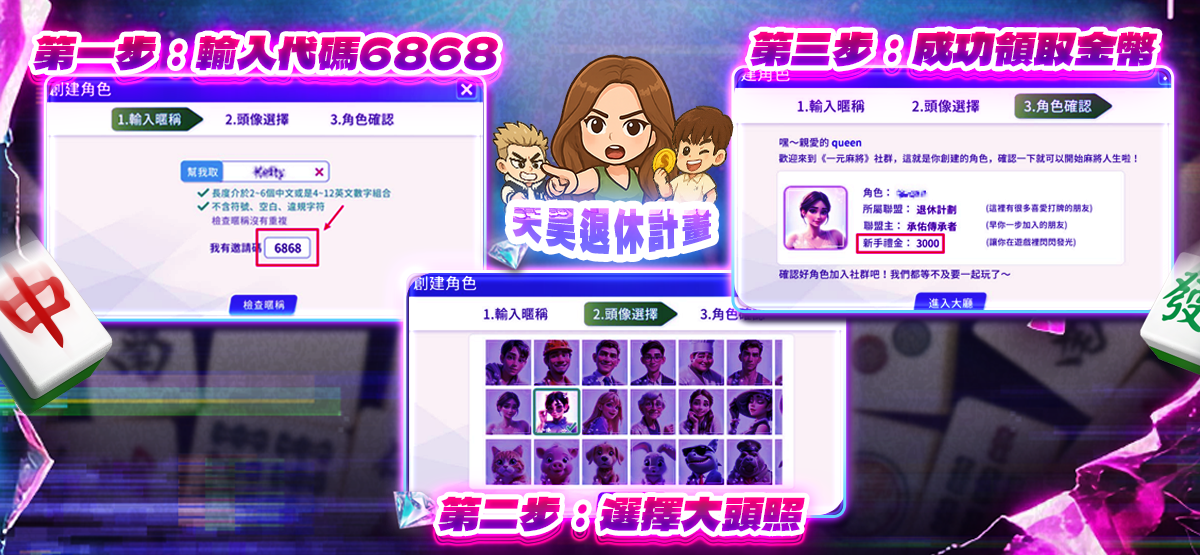 第一步：輸入代碼6868
創建角色
1.輸入暱稱
2.頭像選擇
3.角色確認
幫我取
長度介於2~6個中文或是4~12英文數字組合
不含符號、空白、違規字符
檢查暱稱沒有重複
我有邀請碼 6868
檢查暱稱
天昊退休計畫
創建角色
1.輸入暱稱
2.頭像選擇
第二步：選擇大頭照
第三步：成功領取金幣
建角色
1.輸入暱稱
2.頭像選擇
3.角色確認
嘿～親愛的 queen
歡迎來到《一元麻將》社群，這就是你創建的角色，確認一下就可以開始麻將人生啦！
角色：
所屬聯盟： 退休計劃 (這裡有很多喜愛打牌的朋友)
聯盟主： 承佑傳承者 (早你一步加入的朋友)
新手禮金： 3000 (讓你在遊戲裡閃閃發光)
確認好角色加入社群吧！我們都等不及要一起玩了～
進入大廳
中
發